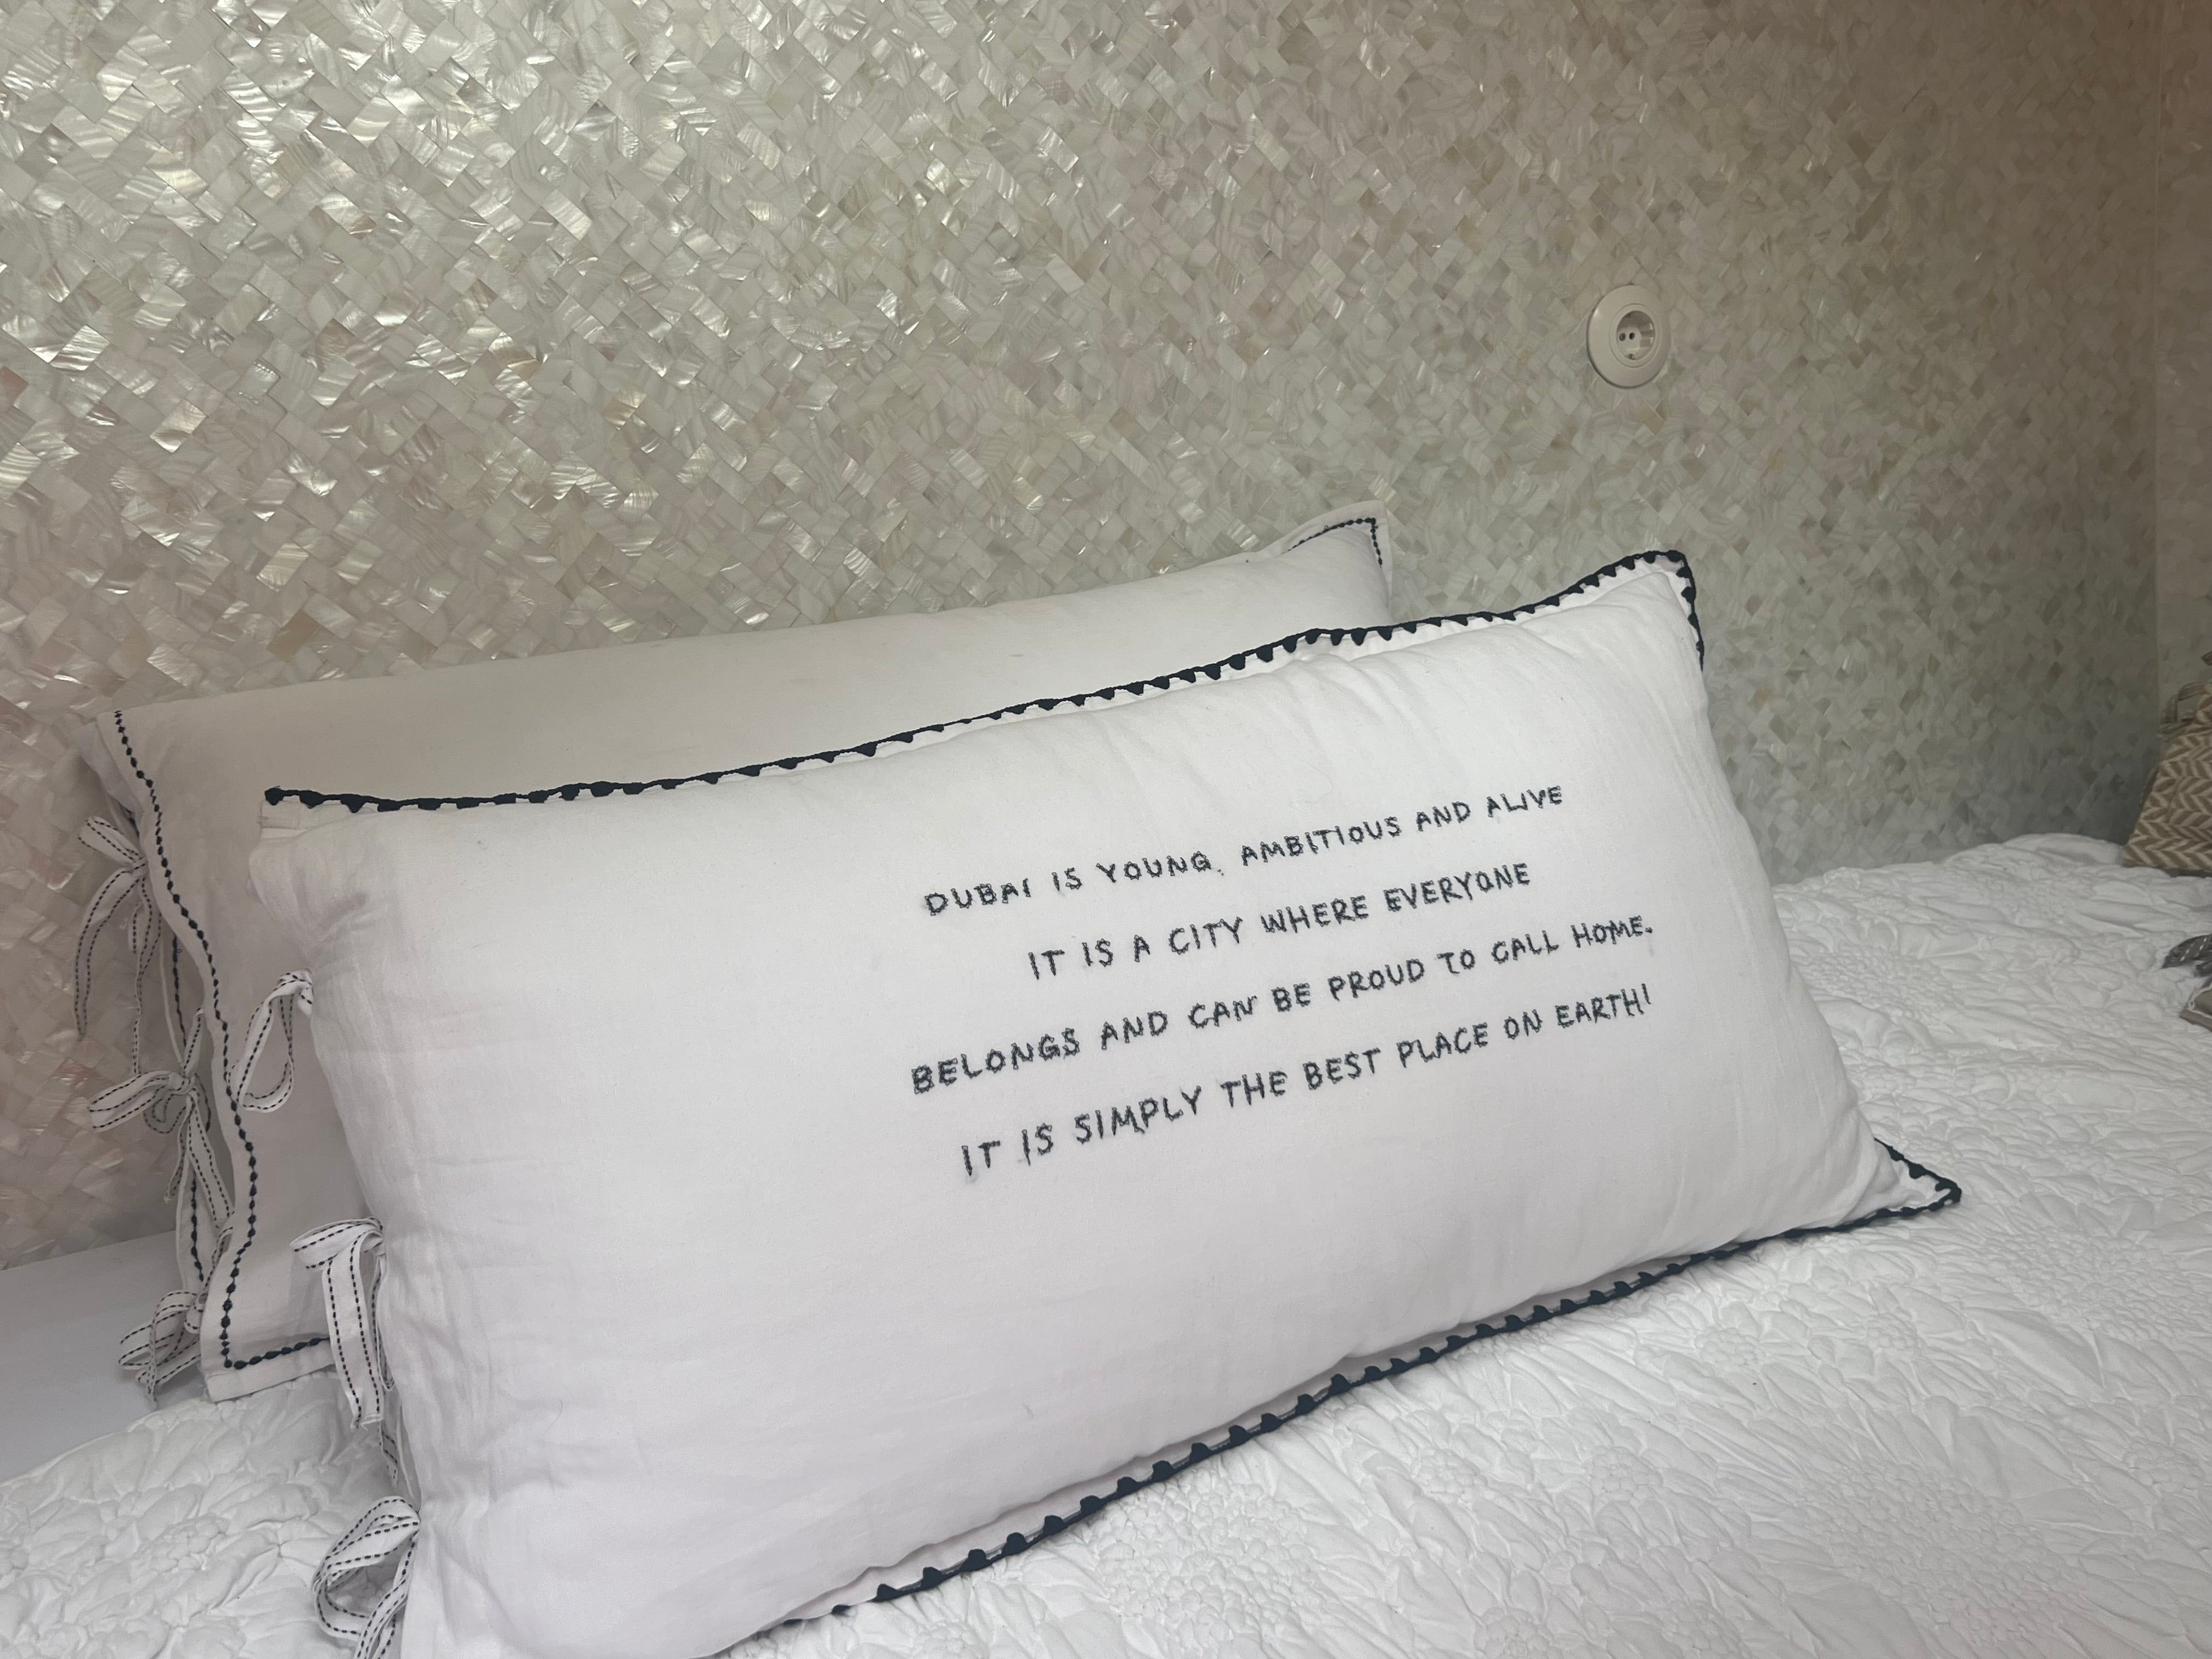 DUBAI IS YOUNG, AMBITIOUS AND ALIVE
IT IS A CITY WHERE EVERYONE
BELONGS AND CAN BE PROUD TO CALL HOME.
IT IS SIMPLY THE BEST PLACE ON EARTH!